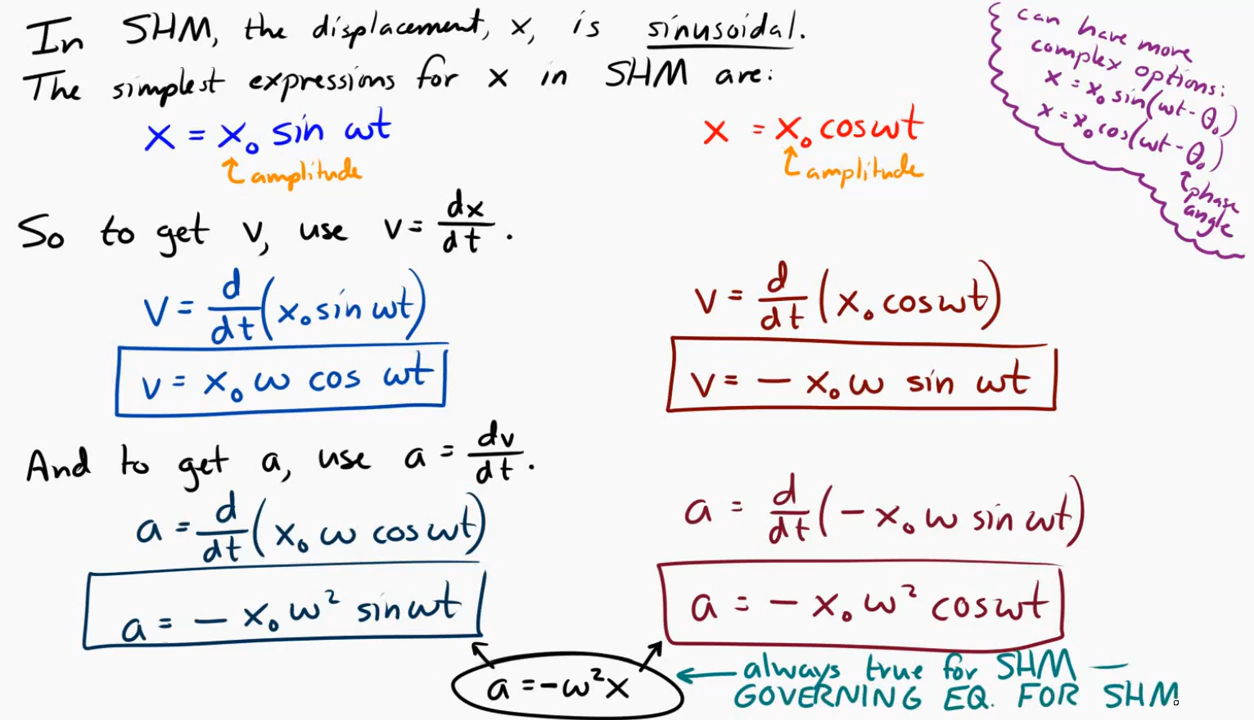 In SHM, the displacement, x, is sinusoidal.
The simplest expressions for x in SHM are:
x = x₀ sin ωt
↑ amplitude
x = x₀ cos ωt
↑ amplitude
can have more
complex options:
x = x₀ sin(ωt - θ₀)
x = x₀ cos(ωt - θ₀)
↑ phase
angle
So to get v, use v = dx/dt.
v = d/dt (x₀ sin ωt)
v = x₀ ω cos ωt
v = d/dt (x₀ cos ωt)
v = - x₀ ω sin ωt
And to get a, use a = dv/dt.
a = d/dt (x₀ ω cos ωt)
a = - x₀ ω² sin ωt
a = d/dt (- x₀ ω sin ωt)
a = - x₀ ω² cos ωt
a = -ω²x
← always true for SHM —
GOVERNING EQ. FOR SHM